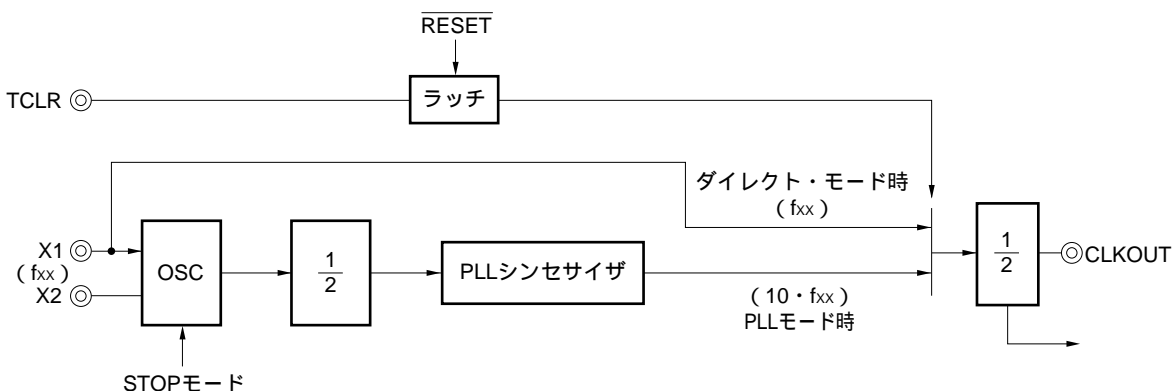 RESET
TCLR
ラッチ
ダイレクト・モード時
(fxx)
X1
(fxx)
X2
OSC
1
2
PLLシンセサイザ
(10・fxx)
PLLモード時
1
2
CLKOUT
STOPモード